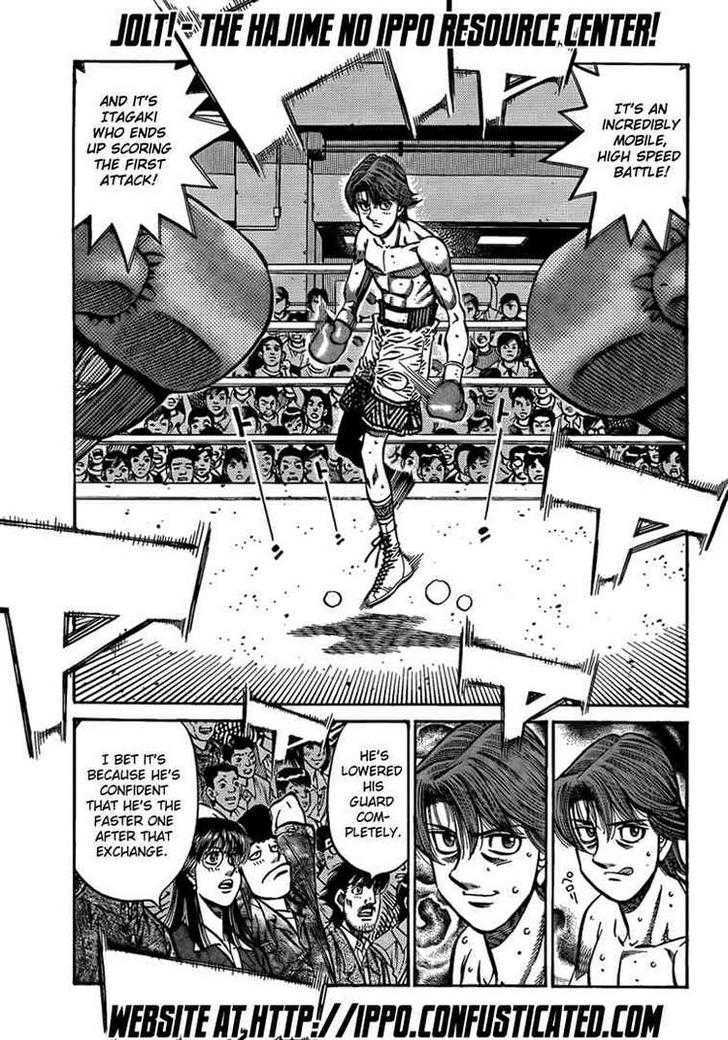 JOLT! - THE HAJIME NO IPPO RESOURCE CENTER!
IT'S AN
INCREDIBLY
MOBILE,
HIGH SPEED
BATTLE!
AND IT'S
ITAGAKI
WHO ENDS
UP SCORING
THE FIRST
ATTACK!
HE'S
LOWERED
HIS
GUARD
COM-
PLETELY.
I BET IT'S
BECAUSE HE'S
CONFIDENT
THAT HE'S THE
FASTER ONE
AFTER THAT
EXCHANGE.
WEBSITE AT HTTP://IPPO.CONFUSTICATED.COM